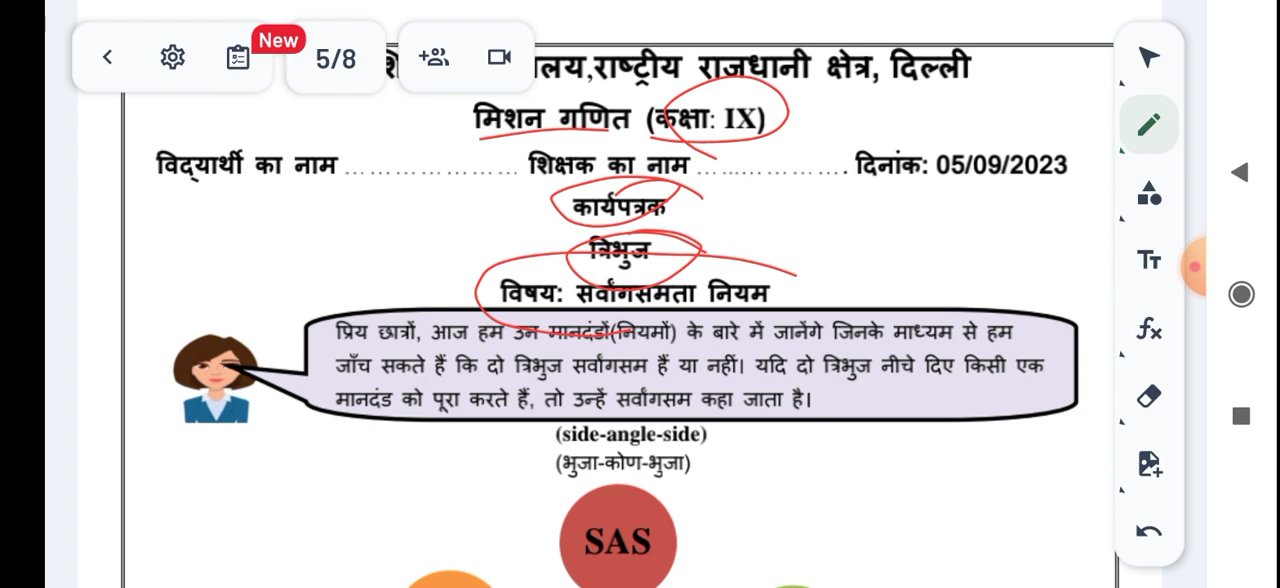 New
5/8
लय,राष्ट्रीय राजधानी क्षेत्र, दिल्ली
मिशन गणित (कक्षा: IX)
विद्यार्थी का नाम ..................... शिक्षक का नाम ..................... दिनांक: 05/09/2023
कार्यपत्रक
त्रिभुज
विषय: सर्वांगसमता नियम
प्रिय छात्रों, आज हम उन मानदंडों(नियमों) के बारे में जानेंगे जिनके माध्यम से हम
जाँच सकते हैं कि दो त्रिभुज सर्वांगसम हैं या नहीं। यदि दो त्रिभुज नीचे दिए किसी एक
मानदंड को पूरा करते हैं, तो उन्हें सर्वांगसम कहा जाता है।
(side-angle-side)
(भुजा-कोण-भुजा)
SAS
Tт
fx